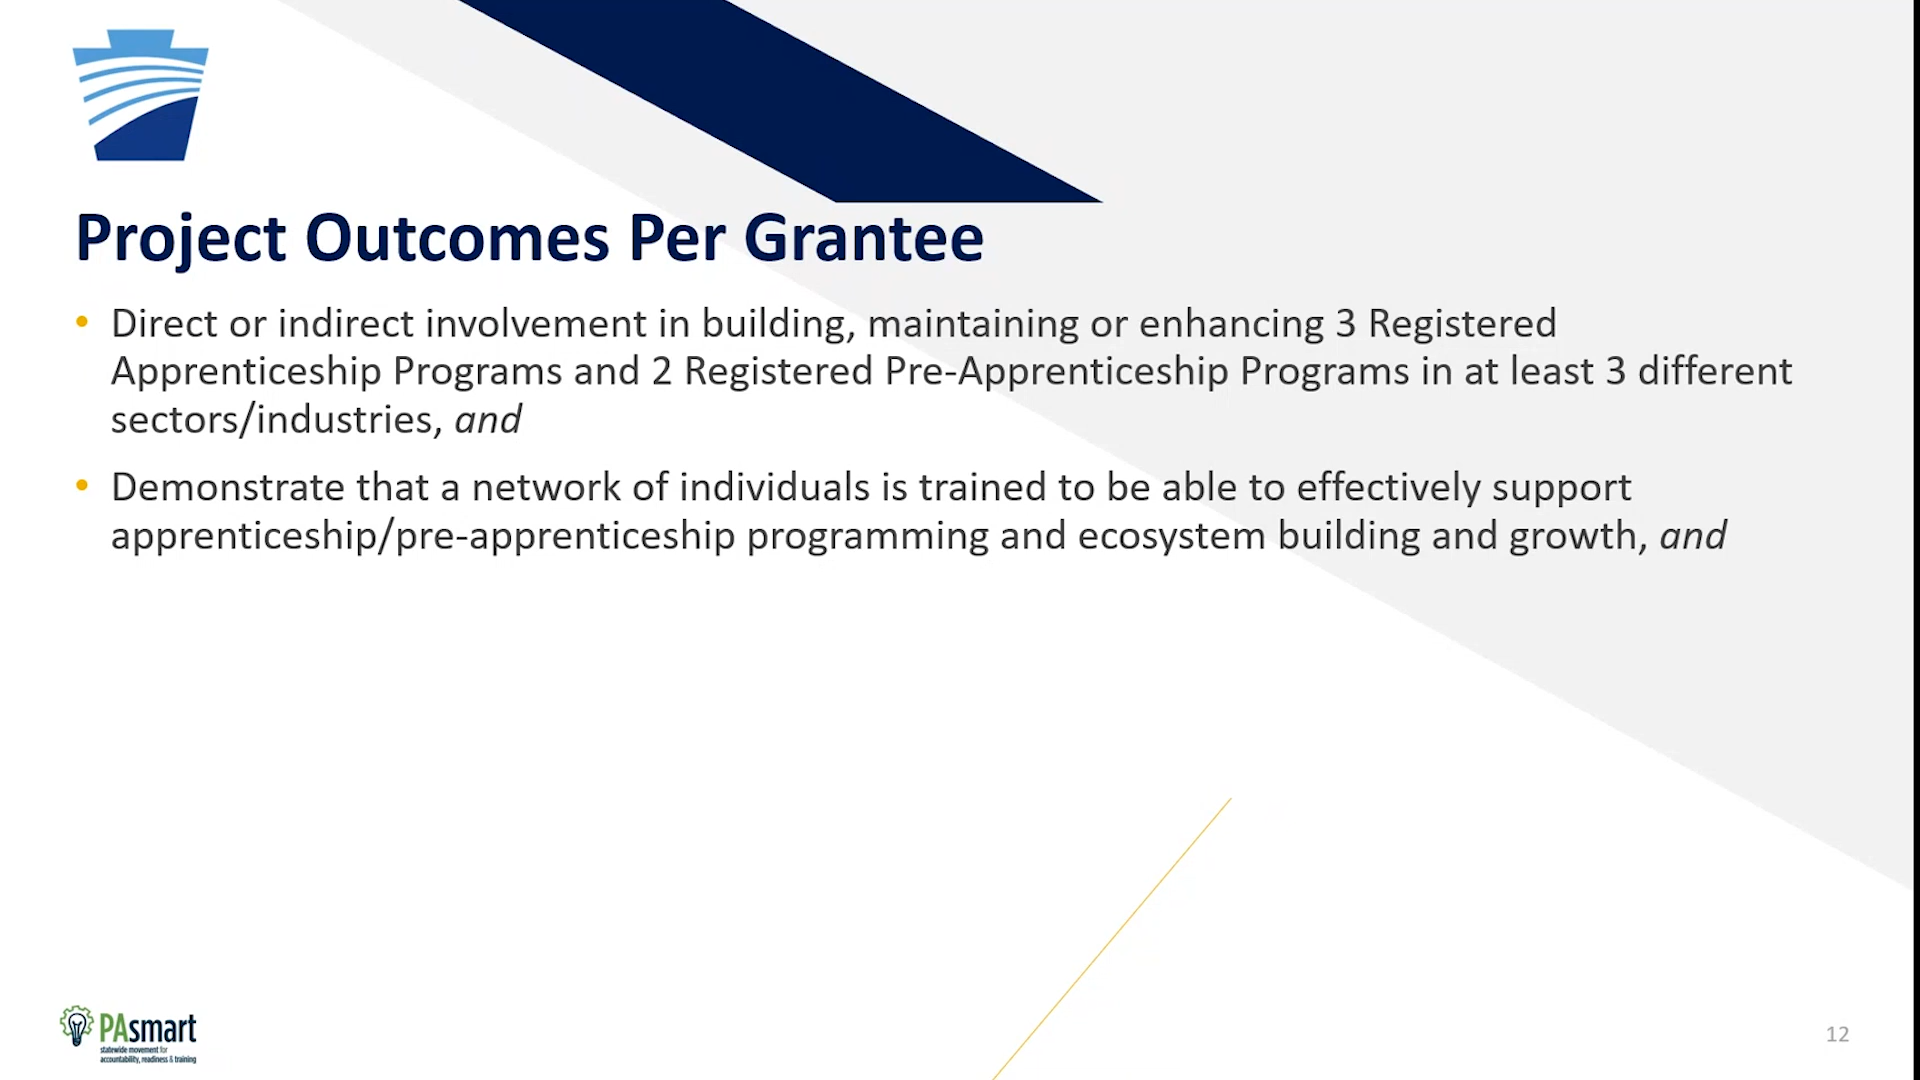 Project Outcomes Per Grantee
• Direct or indirect involvement in building, maintaining or enhancing 3 Registered
Apprenticeship Programs and 2 Registered Pre-Apprenticeship Programs in at least 3 different
sectors/industries, and
• Demonstrate that a network of individuals is trained to be able to effectively support
apprenticeship/pre-apprenticeship programming and ecosystem building and growth, and
PAsmart
statewide movement for
accountability, readiness & training
12